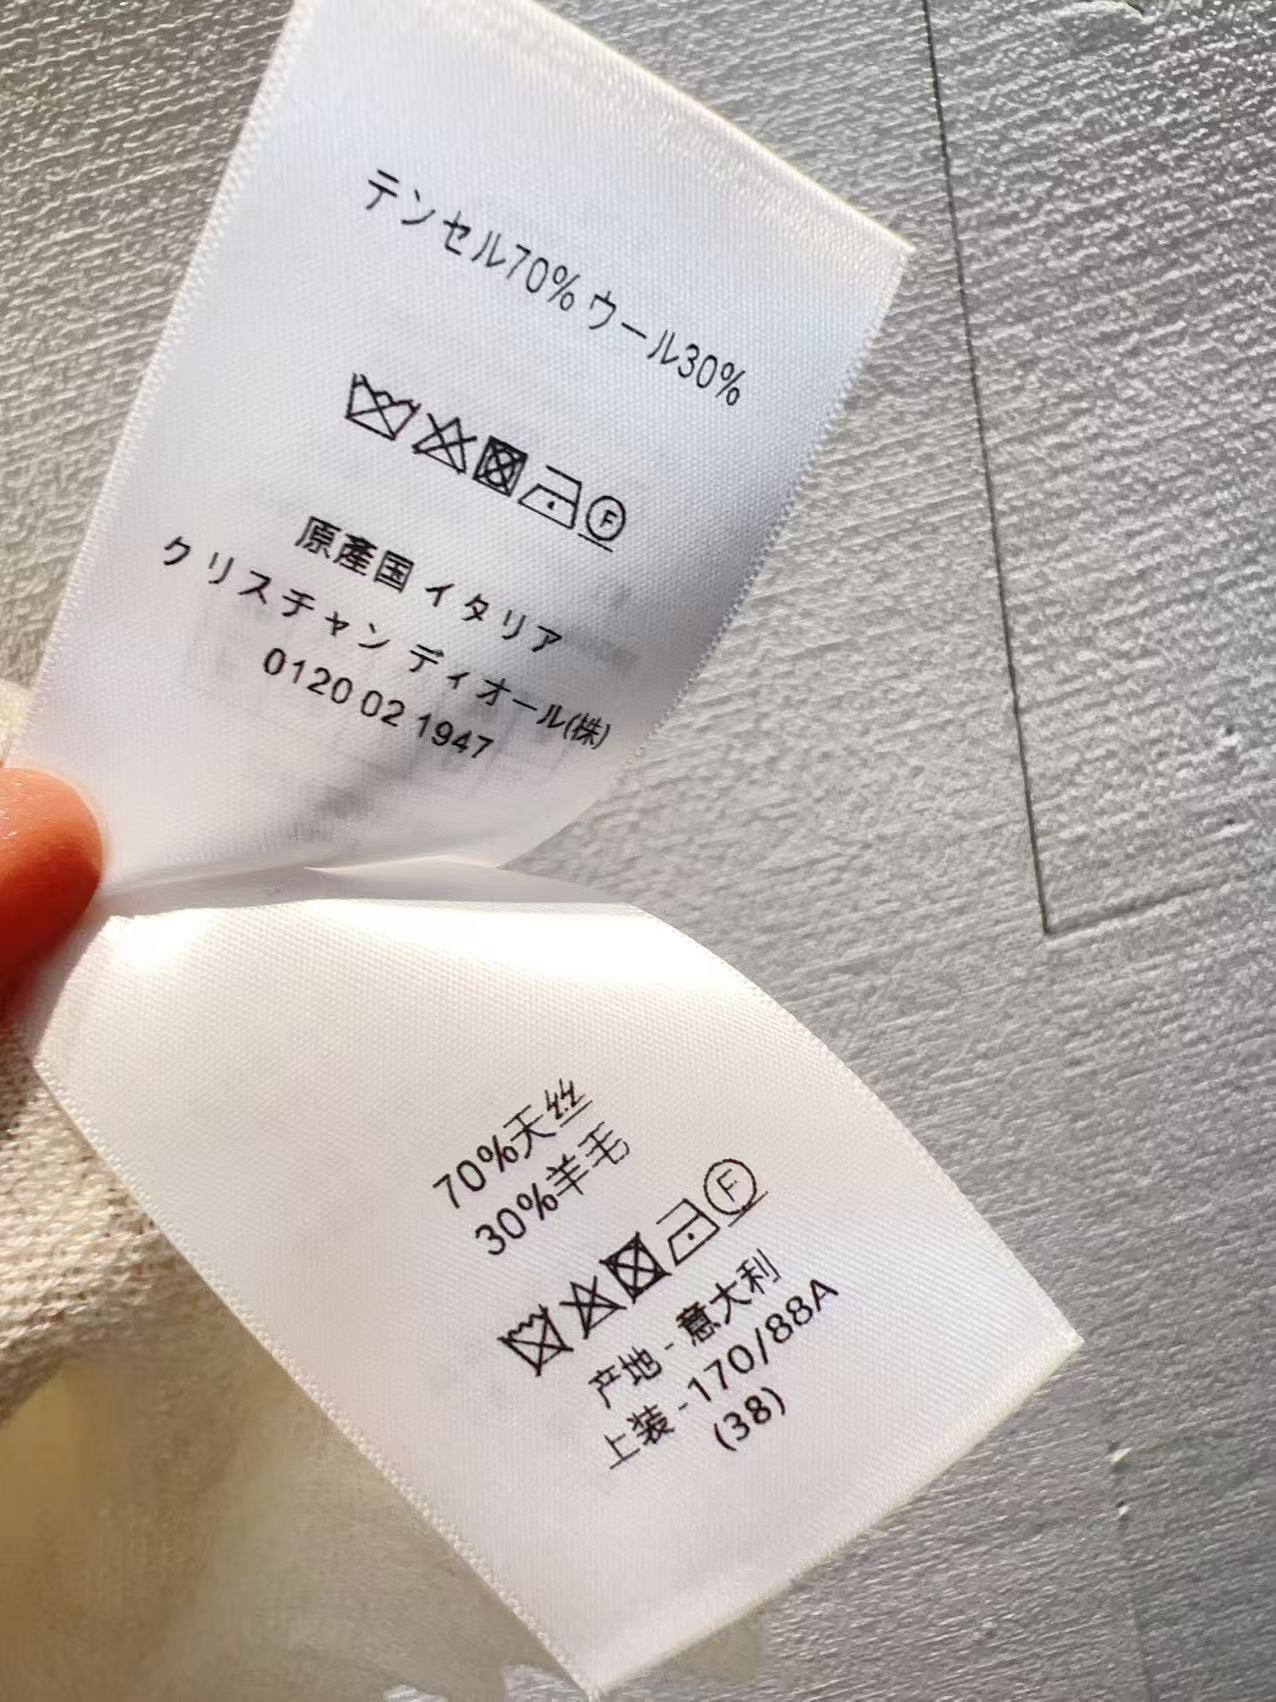 テンセル70% ウール30%
F
原產国 イタリア
クリスチャン ディオール(株)
0120 02 1947
70%天丝
30%羊毛
F
产地 - 意大利
上装 -170/88A
(38)